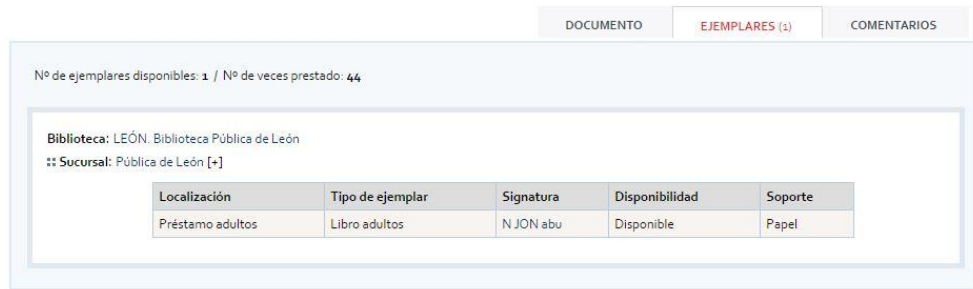 DOCUMENTO EJEMPLARES (1) COMENTARIOS
Nº de ejemplares disponibles: 1 / Nº de veces prestado: 44
Biblioteca: LEÓN. Biblioteca Pública de León
Sucursal: Pública de León [+]
Localización Tipo de ejemplar Signatura Disponibilidad Soporte
Préstamo adultos Libro adultos N JON abu Disponible Papel